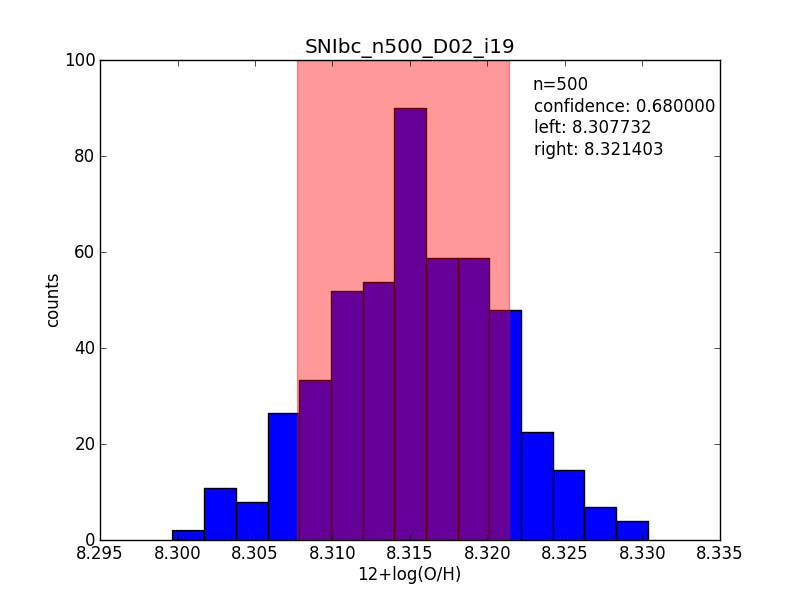 SNIbc_n500_D02_i19
100
80
60
40
20
0
counts
n=500
confidence: 0.680000
left: 8.307732
right: 8.321403
8.295 8.300 8.305 8.310 8.315 8.320 8.325 8.330 8.335
12+log(O/H)